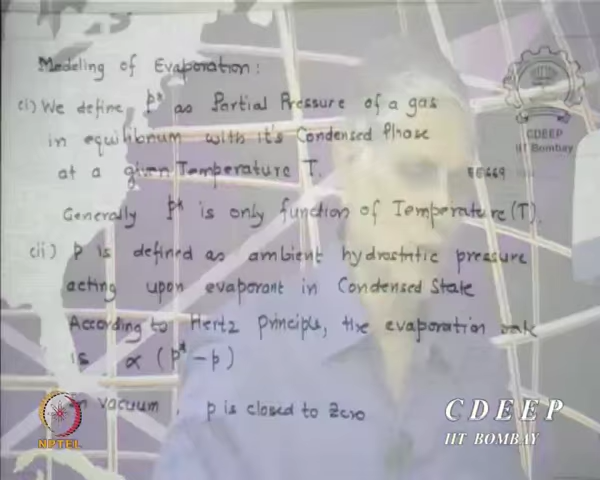 Modeling of Evaporation :
(i) We define p* as Partial Pressure of a gas
in equilibrium with it's Condensed Phase
at a given Temperature T.
Generally p* is only function of Temperature (T).
(ii) p is defined as ambient hydrostatic pressure
acting upon evaporant in Condensed State
According to Hertz Principle, the evaporation rate
is ∝ (p* - p)
In vacuum, p is closed to Zero
CDEEP
IIT Bombay
EE669
NPTEL
CDEEP
IIT BOMBAY